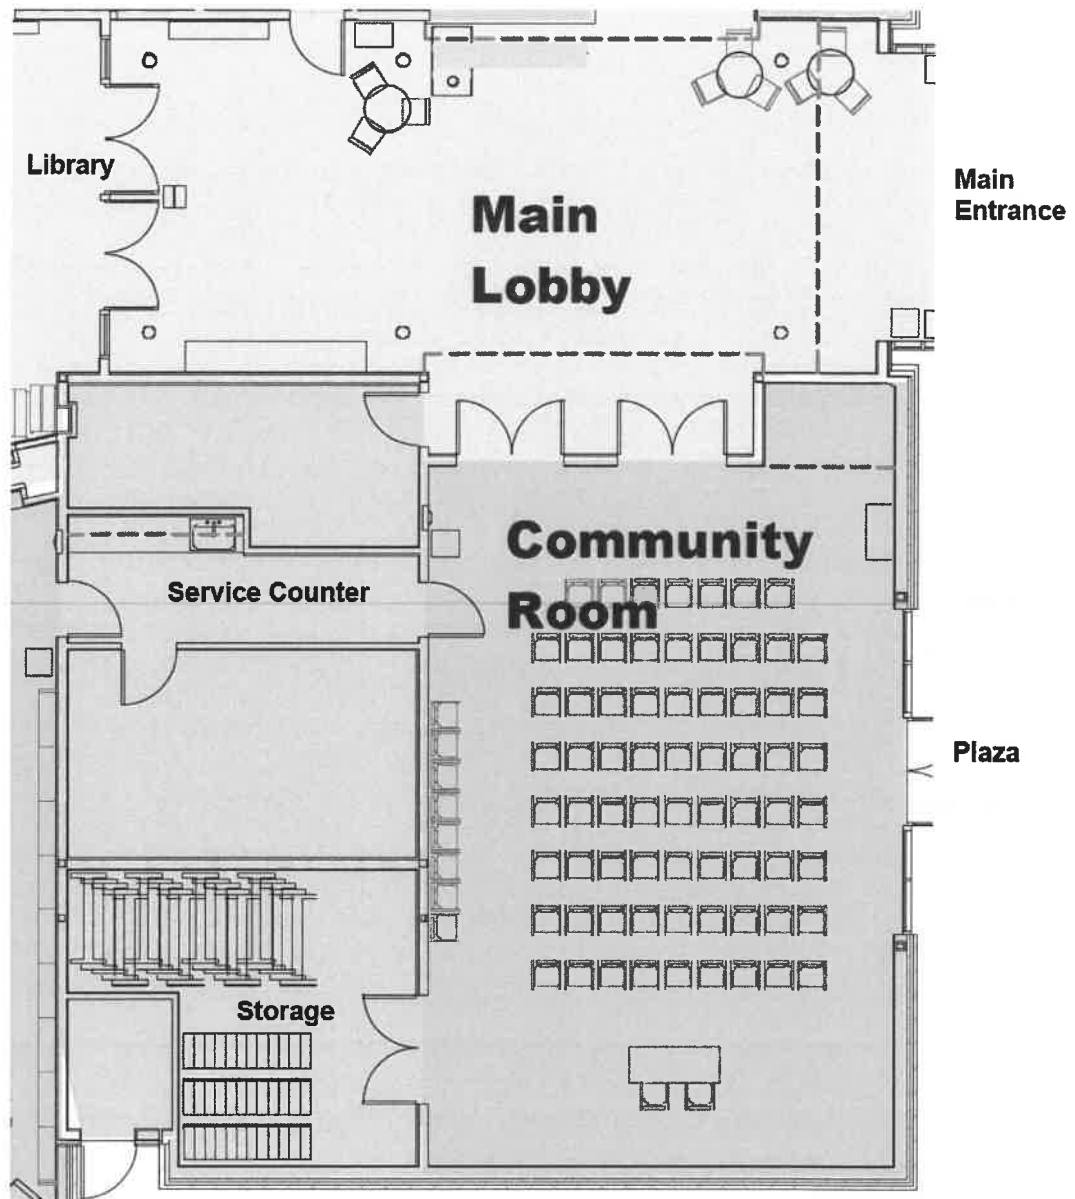 Library
Main
Lobby
Main
Entrance
Community
Room
Service Counter
Plaza
Storage